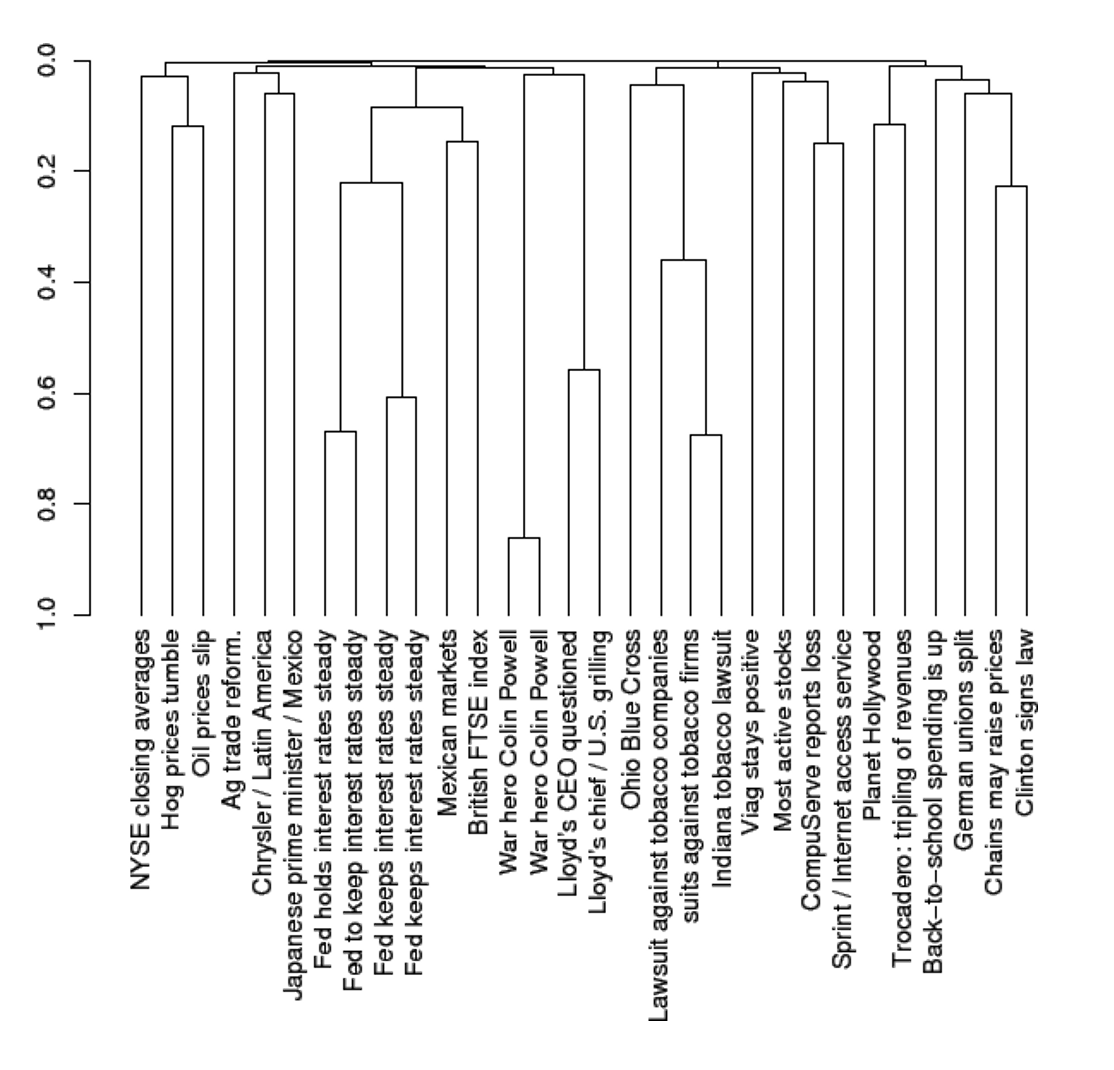 0.0
0.2
0.4
0.6
0.8
1.0
NYSE closing averages
Hog prices tumble
Oil prices slip
Ag trade reform.
Chrysler / Latin America
Japanese prime minister / Mexico
Fed holds interest rates steady
Fed to keep interest rates steady
Fed keeps interest rates steady
Fed keeps interest rates steady
Mexican markets
British FTSE index
War hero Colin Powell
War hero Colin Powell
Lloyd's CEO questioned
Lloyd's chief / U.S. grilling
Ohio Blue Cross
Lawsuit against tobacco companies
suits against tobacco firms
Indiana tobacco lawsuit
Viag stays positive
Most active stocks
CompuServe reports loss
Sprint / Internet access service
Planet Hollywood
Trocadero: tripling of revenues
Back−to−school spending is up
German unions split
Chains may raise prices
Clinton signs law